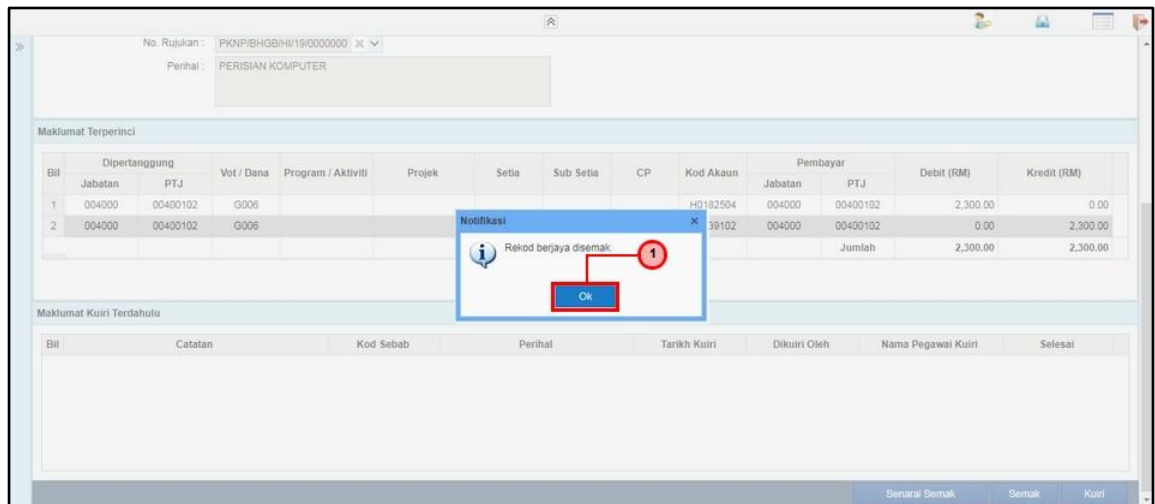 No. Rujukan : PKNP/BHGB/HI/19/0000000
Perihal : PERISIAN KOMPUTER
Maklumat Terperinci
Bil Dipertanggung Vot / Dana Program / Aktiviti Projek Setia Sub Setia CP Kod Akaun Pembayar Debit (RM) Kredit (RM)
Jabatan PTJ Jabatan PTJ
1 004000 00400102 G006 H0182504 004000 00400102 2,300.00 0.00
2 004000 00400102 G006 39102 004000 00400102 0.00 2,300.00
Jumlah 2,300.00 2,300.00
Notifikasi
Rekod berjaya disemak.
1
Ok
Maklumat Kuiri Terdahulu
Bil Catatan Kod Sebab Perihal Tarikh Kuiri Dikuiri Oleh Nama Pegawai Kuiri Selesai
Senarai Semak Semak Kuiri